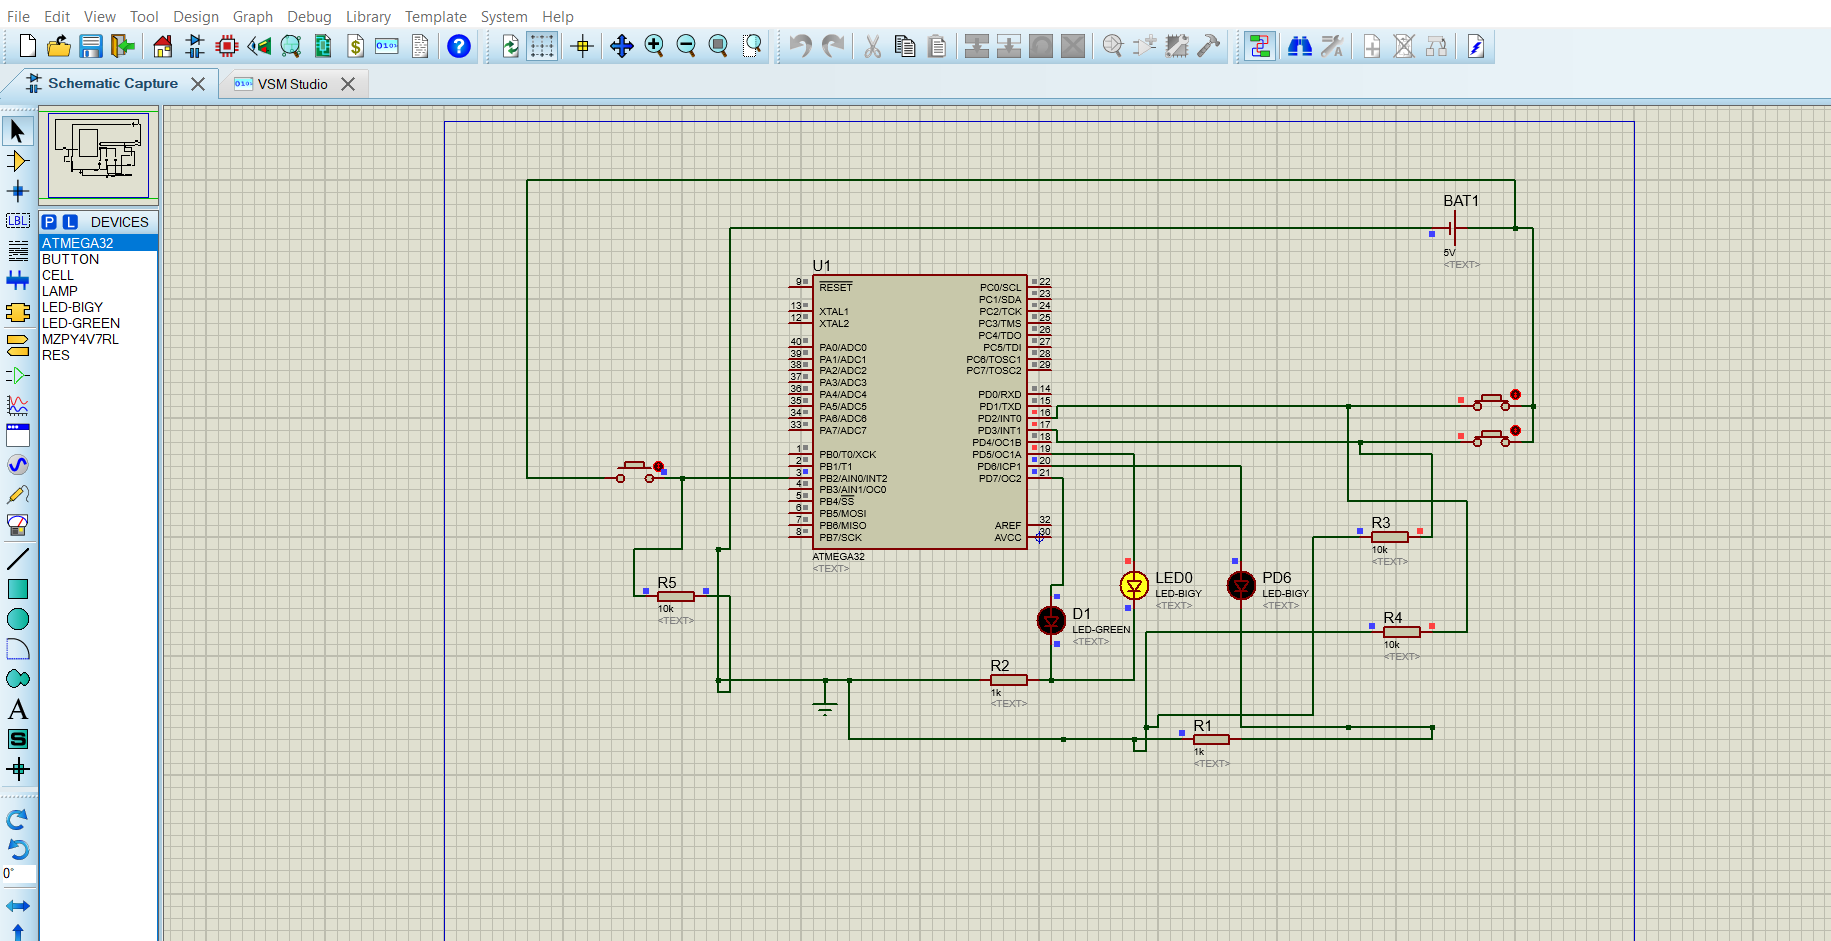 File Edit View Tool Design Graph Debug Library Template System Help
Schematic Capture
VSM Studio
P L DEVICES
ATMEGA32
BUTTON
CELL
LAMP
LED-BIGY
LED-GREEN
MZPY4V7RL
RES
LBL
A
S
0°
BAT1
5V
<TEXT>
U1
9 RESET
13 XTAL1
12 XTAL2
40 PA0/ADC0
39 PA1/ADC1
38 PA2/ADC2
37 PA3/ADC3
36 PA4/ADC4
35 PA5/ADC5
34 PA6/ADC6
33 PA7/ADC7
1 PB0/T0/XCK
2 PB1/T1
3 PB2/AIN0/INT2
4 PB3/AIN1/OC0
5 PB4/SS
6 PB5/MOSI
7 PB6/MISO
8 PB7/SCK
PC0/SCL 22
PC1/SDA 23
PC2/TCK 24
PC3/TMS 25
PC4/TDO 26
PC5/TDI 27
PC6/TOSC1 28
PC7/TOSC2 29
PD0/RXD 14
PD1/TXD 15
PD2/INT0 16
PD3/INT1 17
PD4/OC1B 18
PD5/OC1A 19
PD6/ICP1 20
PD7/OC2 21
AREF 32
AVCC 30
ATMEGA32
<TEXT>
R5
10k
<TEXT>
D1
LED-GREEN
<TEXT>
LED0
LED-BIGY
<TEXT>
PD6
LED-BIGY
<TEXT>
R3
10k
<TEXT>
R4
10k
<TEXT>
R2
1k
<TEXT>
R1
1k
<TEXT>